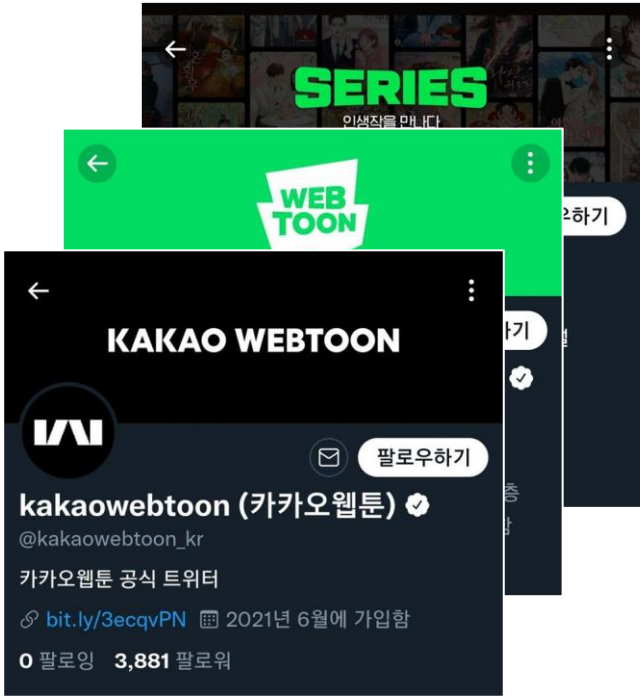 SERIES
인생작을 만나다
우하기
WEB
TOON
하기
층
함
KAKAO WEBTOON
팔로우하기
kakaowebtoon (카카오웹툰)
@kakaowebtoon_kr
카카오웹툰 공식 트위터
bit.ly/3ecqvPN 2021년 6월에 가입함
0 팔로잉 3,881 팔로워